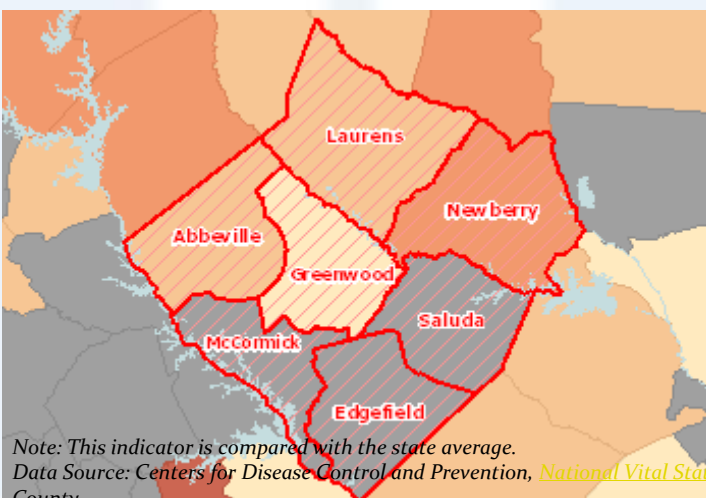 Laurens
Newberry
Abbeville
Greenwood
Saluda
McCormick
Edgefield
Note: This indicator is compared with the state average.
Data Source: Centers for Disease Control and Prevention, National Vital
County